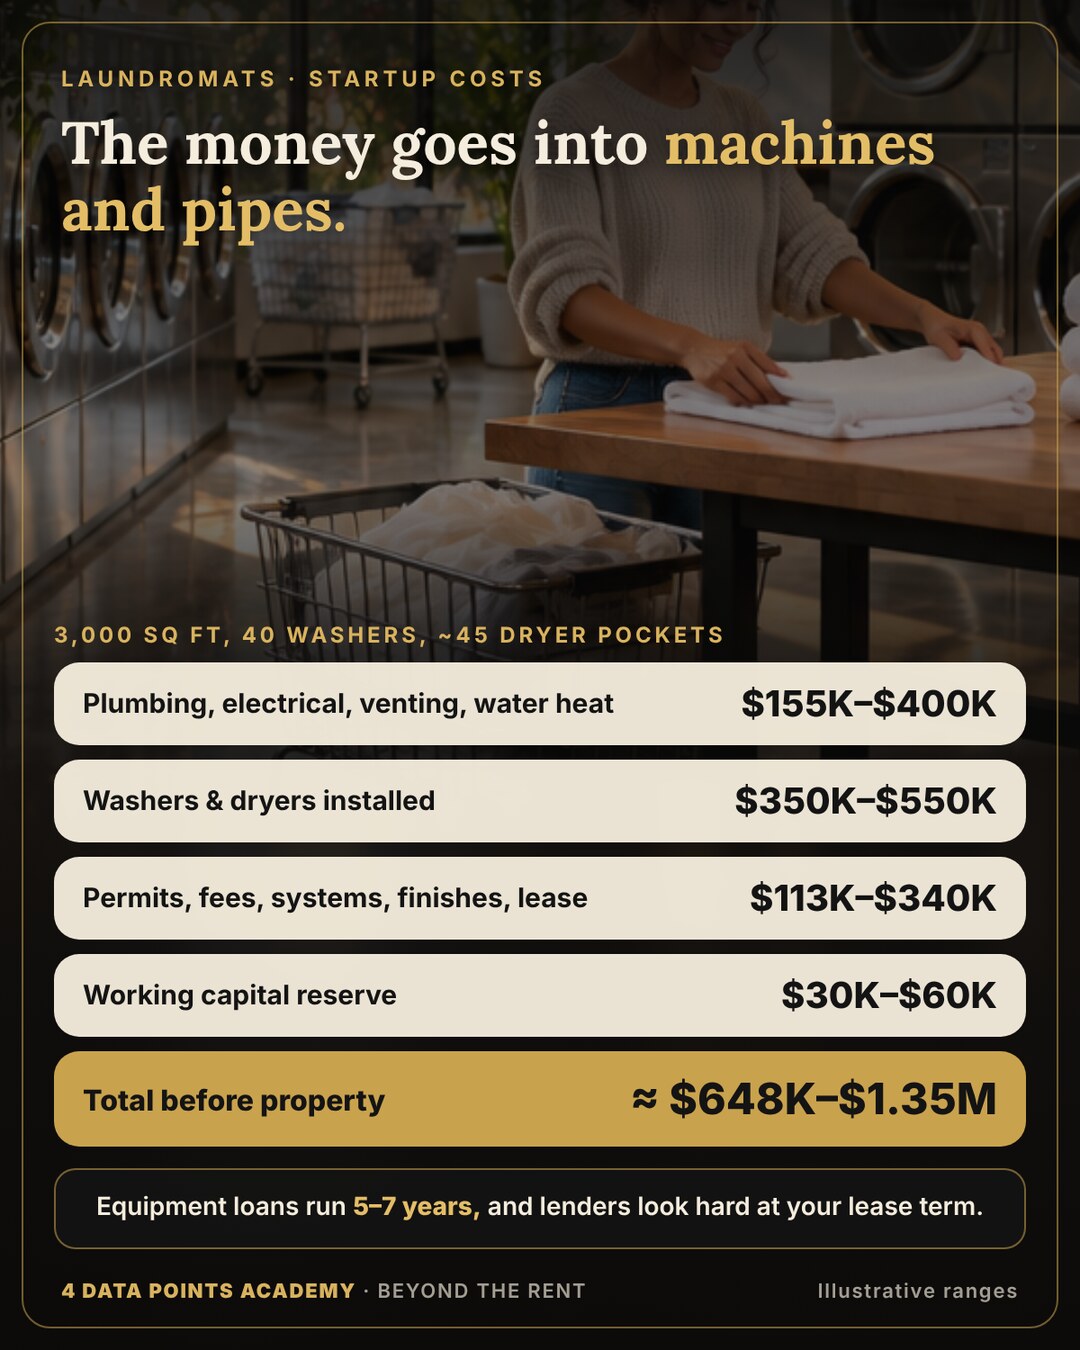 LAUNDROMATS · STARTUP COSTS
The money goes into machines
and pipes.
3,000 SQ FT, 40 WASHERS, ~45 DRYER POCKETS
Plumbing, electrical, venting, water heat $155K–$400K
Washers & dryers installed $350K–$550K
Permits, fees, systems, finishes, lease $113K–$340K
Working capital reserve $30K–$60K
Total before property ≈ $648K–$1.35M
Equipment loans run 5–7 years, and lenders look hard at your lease term.
4 DATA POINTS ACADEMY · BEYOND THE RENT Illustrative ranges